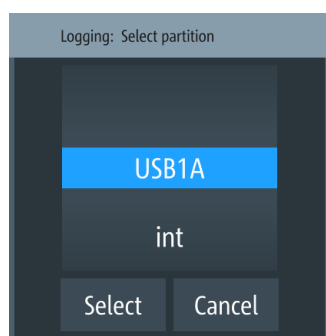 Logging: Select partition
USB1A
int
Select Cancel